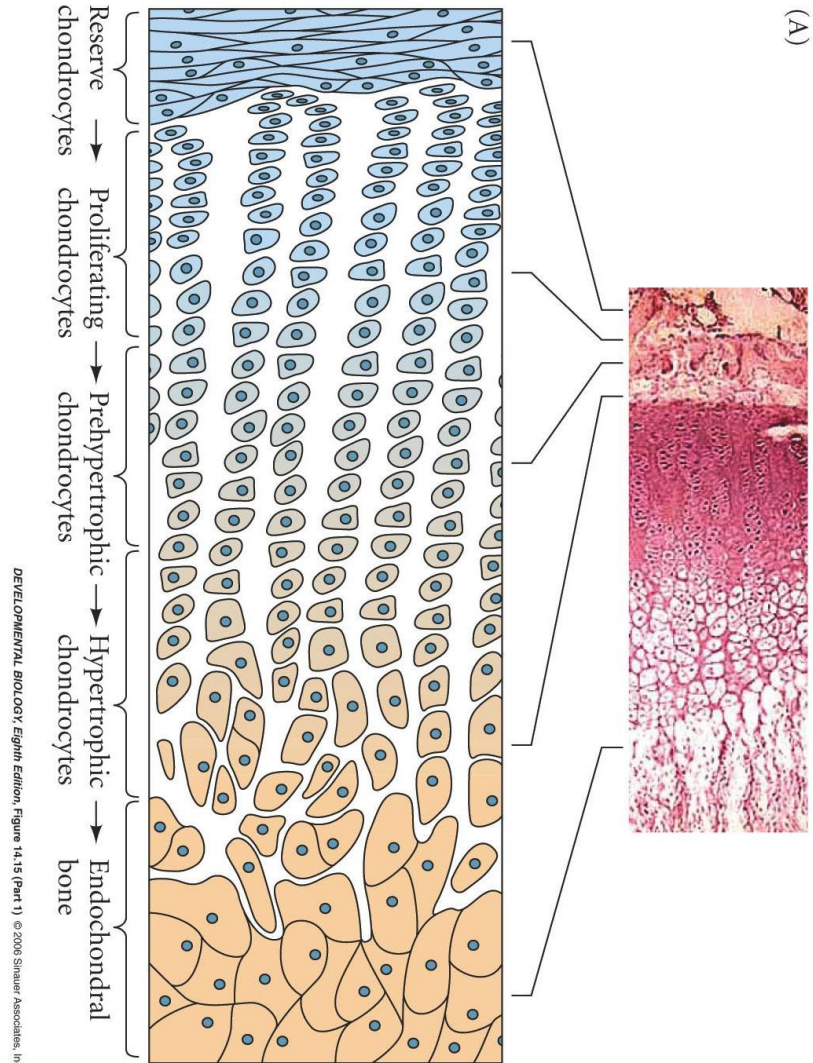 (A)
Reserve
chondrocytes
Proliferating
chondrocytes
Prehypertrophic
chondrocytes
Hypertrophic
chondrocytes
Endochondral
bone
DEVELOPMENTAL BIOLOGY, Eighth Edition, Figure 14.15 (Part 1) © 2006 Sinauer Associates, In